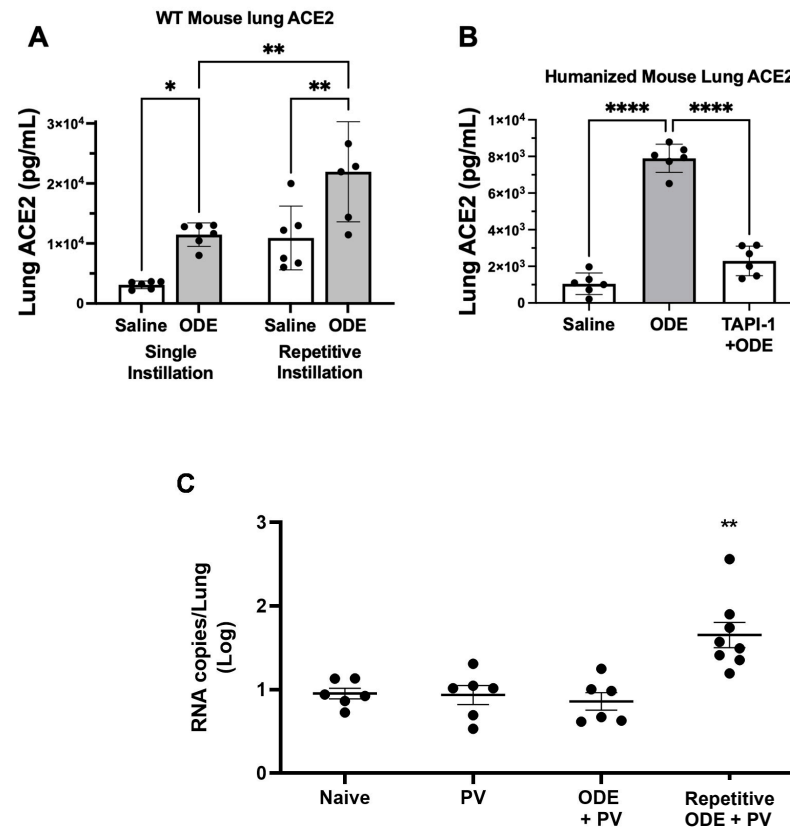 A
WT Mouse lung ACE2
*
**
**
Lung ACE2 (pg/mL)
3×10⁴
2×10⁴
1×10⁴
0
Saline ODE Saline ODE
Single Instillation
Repetitive Instillation
B
Humanized Mouse Lung ACE2
**** ****
Lung ACE2 (pg/mL)
1×10⁴
8×10³
6×10³
4×10³
2×10³
0
Saline ODE TAPI-1
+ODE
C
RNA copies/Lung
(Log)
3
2
1
0
**
Naive PV ODE Repetitive
+ PV ODE + PV